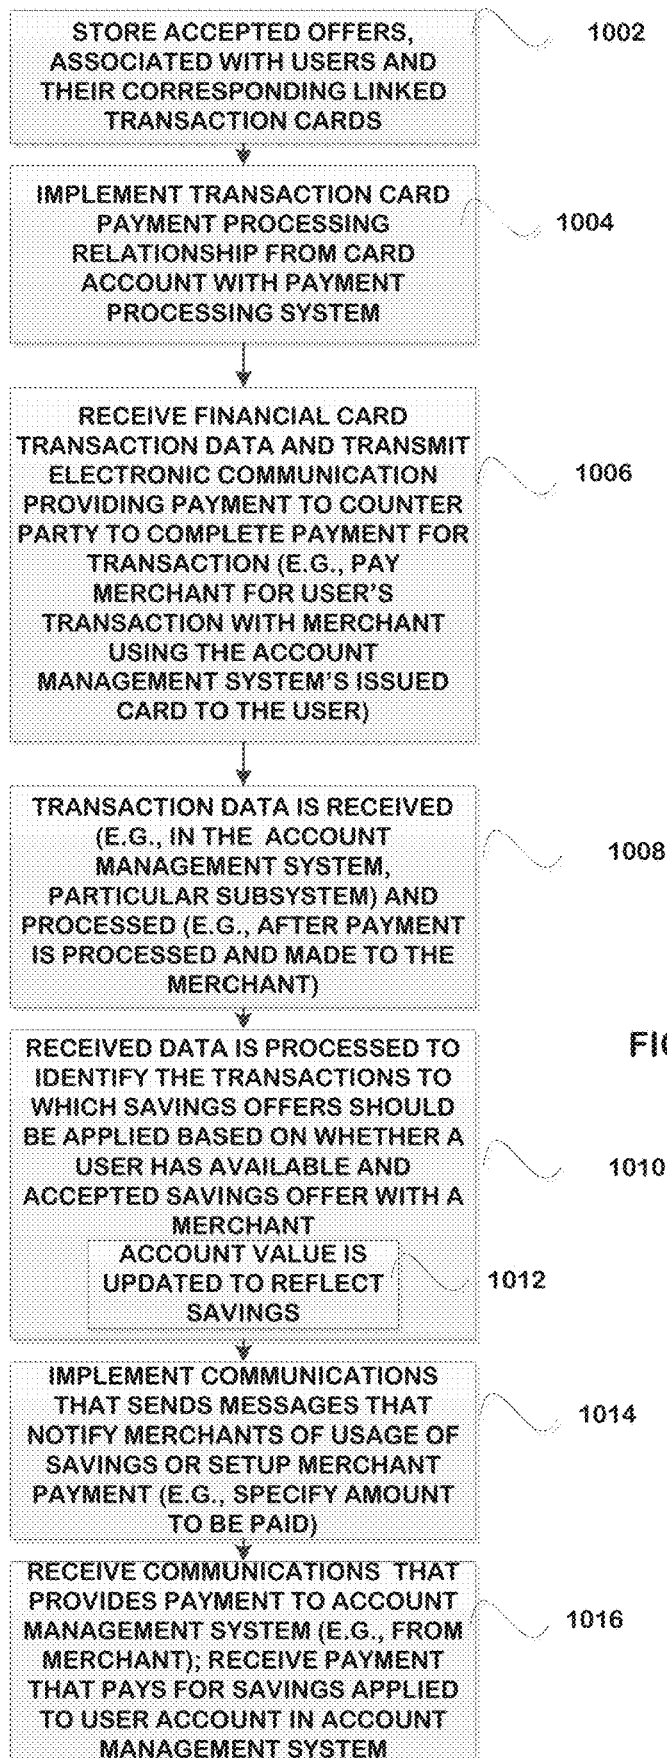 STORE ACCEPTED OFFERS,
ASSOCIATED WITH USERS AND
THEIR CORRESPONDING LINKED
TRANSACTION CARDS
1002
IMPLEMENT TRANSACTION CARD
PAYMENT PROCESSING
RELATIONSHIP FROM CARD
ACCOUNT WITH PAYMENT
PROCESSING SYSTEM
1004
RECEIVE FINANCIAL CARD
TRANSACTION DATA AND TRANSMIT
ELECTRONIC COMMUNICATION
PROVIDING PAYMENT TO COUNTER
PARTY TO COMPLETE PAYMENT FOR
TRANSACTION (E.G., PAY
MERCHANT FOR USER'S
TRANSACTION WITH MERCHANT
USING THE ACCOUNT
MANAGEMENT SYSTEM'S ISSUED
CARD TO THE USER)
1006
TRANSACTION DATA IS RECEIVED
(E.G., IN THE ACCOUNT
MANAGEMENT SYSTEM,
PARTICULAR SUBSYSTEM) AND
PROCESSED (E.G., AFTER PAYMENT
IS PROCESSED AND MADE TO THE
MERCHANT)
1008
RECEIVED DATA IS PROCESSED TO
IDENTIFY THE TRANSACTIONS TO
WHICH SAVINGS OFFERS SHOULD
BE APPLIED BASED ON WHETHER A
USER HAS AVAILABLE AND
ACCEPTED SAVINGS OFFER WITH A
MERCHANT
1010
ACCOUNT VALUE IS
UPDATED TO REFLECT
SAVINGS
1012
IMPLEMENT COMMUNICATIONS
THAT SENDS MESSAGES THAT
NOTIFY MERCHANTS OF USAGE OF
SAVINGS OR SETUP MERCHANT
PAYMENT (E.G., SPECIFY AMOUNT
TO BE PAID)
1014
RECEIVE COMMUNICATIONS THAT
PROVIDES PAYMENT TO ACCOUNT
MANAGEMENT SYSTEM (E.G., FROM
MERCHANT); RECEIVE PAYMENT
THAT PAYS FOR SAVINGS APPLIED
TO USER ACCOUNT IN ACCOUNT
MANAGEMENT SYSTEM
1016